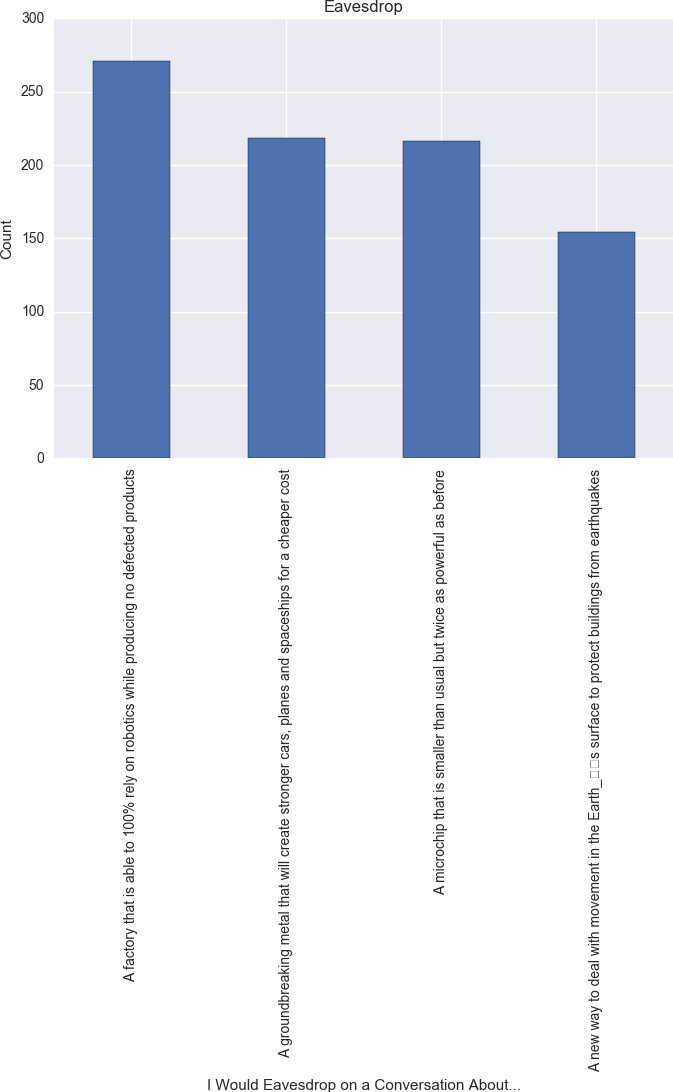 Eavesdrop
300
250
200
150
100
50
0
Count
A factory that is able to 100% rely on robotics while producing no defected products
A groundbreaking metal that will create stronger cars, planes and spaceships for a cheaper cost
A microchip that is smaller than usual but twice as powerful as before
A new way to deal with movement in the Earth_□□s surface to protect buildings from earthquakes
I Would Eavesdrop on a Conversation About...